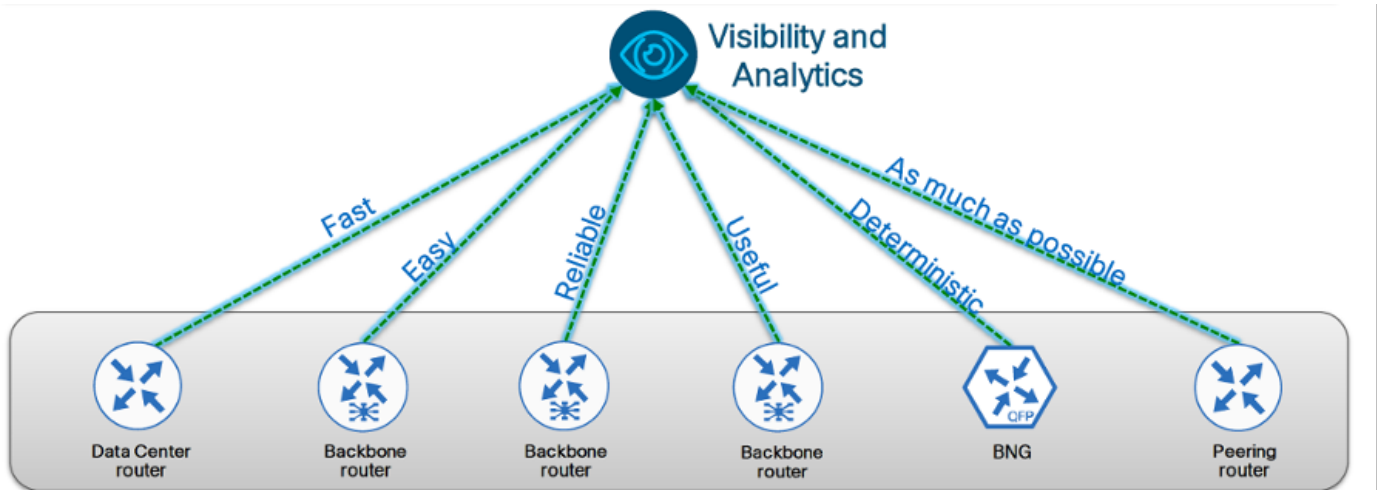 Visibility and
Analytics
Fast
Easy
Reliable
Useful
Deterministic
As much as possible
Data Center
router
Backbone
router
Backbone
router
Backbone
router
QFP
BNG
Peering
router